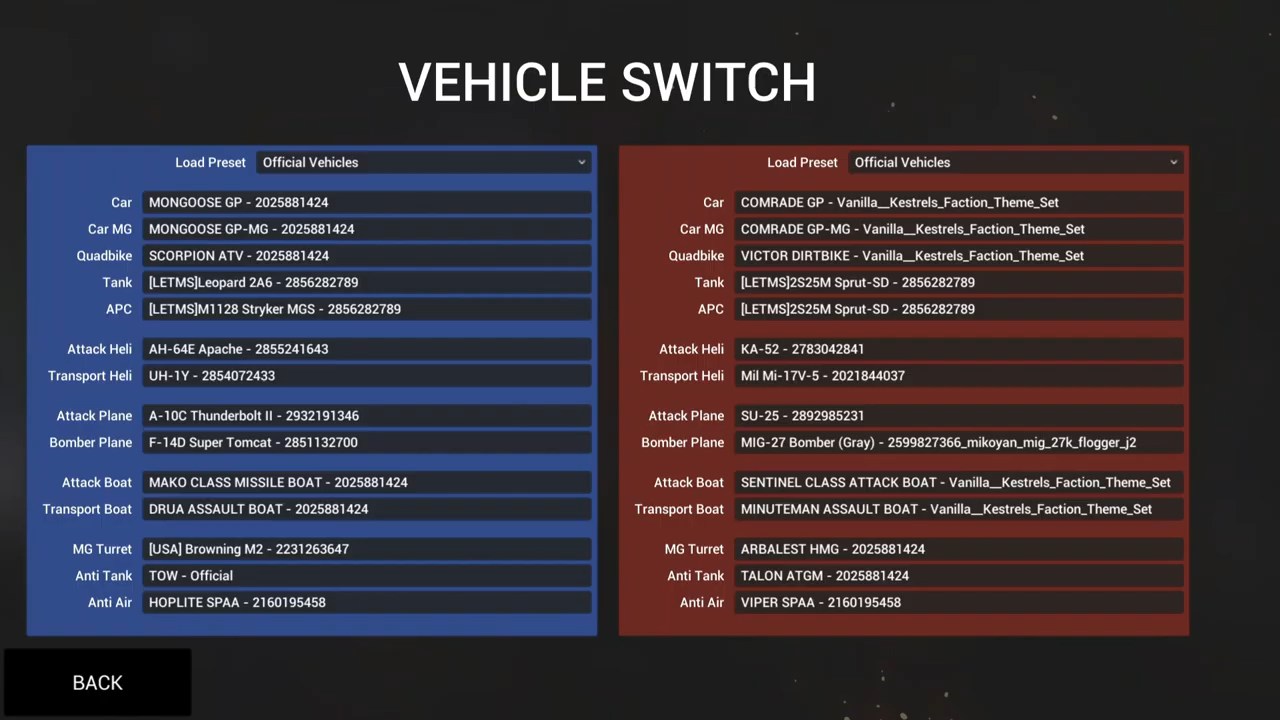 VEHICLE SWITCH
Load Preset Official Vehicles
Car MONGOOSE GP - 2025881424
Car MG MONGOOSE GP-MG - 2025881424
Quadbike SCORPION ATV - 2025881424
Tank [LETMS]Leopard 2A6 - 2856282789
APC [LETMS]M1128 Stryker MGS - 2856282789
Attack Heli AH-64E Apache - 2855241643
Transport Heli UH-1Y - 2854072433
Attack Plane A-10C Thunderbolt II - 2932191346
Bomber Plane F-14D Super Tomcat - 2851132700
Attack Boat MAKO CLASS MISSILE BOAT - 2025881424
Transport Boat DRUA ASSAULT BOAT - 2025881424
MG Turret [USA] Browning M2 - 2231263647
Anti Tank TOW - Official
Anti Air HOPLITE SPAA - 2160195458
Load Preset Official Vehicles
Car COMRADE GP - Vanilla__Kestrels_Faction_Theme_Set
Car MG COMRADE GP-MG - Vanilla__Kestrels_Faction_Theme_Set
Quadbike VICTOR DIRTBIKE - Vanilla__Kestrels_Faction_Theme_Set
Tank [LETMS]2S25M Sprut-SD - 2856282789
APC [LETMS]2S25M Sprut-SD - 2856282789
Attack Heli KA-52 - 2783042841
Transport Heli Mil Mi-17V-5 - 2021844037
Attack Plane SU-25 - 2892985231
Bomber Plane MIG-27 Bomber (Gray) - 2599827366_mikoyan_mig_27k_flogger_j2
Attack Boat SENTINEL CLASS ATTACK BOAT - Vanilla__Kestrels_Faction_Theme_Set
Transport Boat MINUTEMAN ASSAULT BOAT - Vanilla__Kestrels_Faction_Theme_Set
MG Turret ARBALEST HMG - 2025881424
Anti Tank TALON ATGM - 2025881424
Anti Air VIPER SPAA - 2160195458
BACK